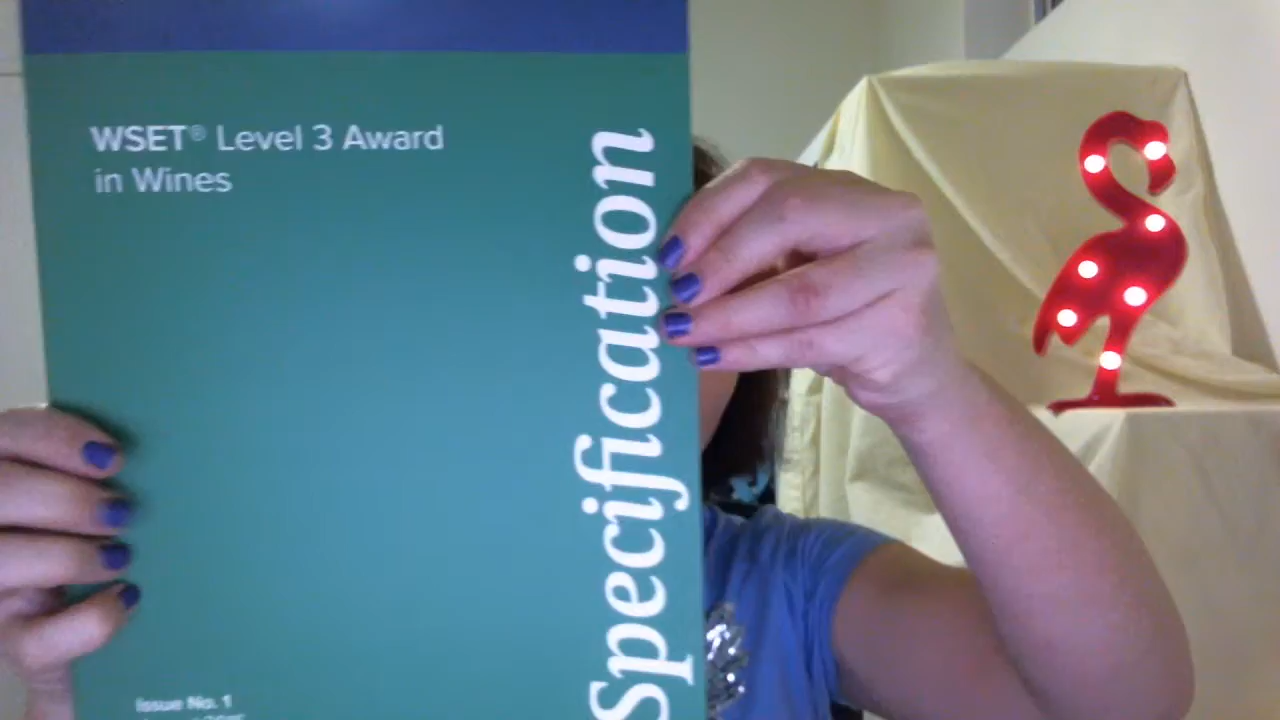 WSET® Level 3 Award
in Wines
Specification
Issue No. 1